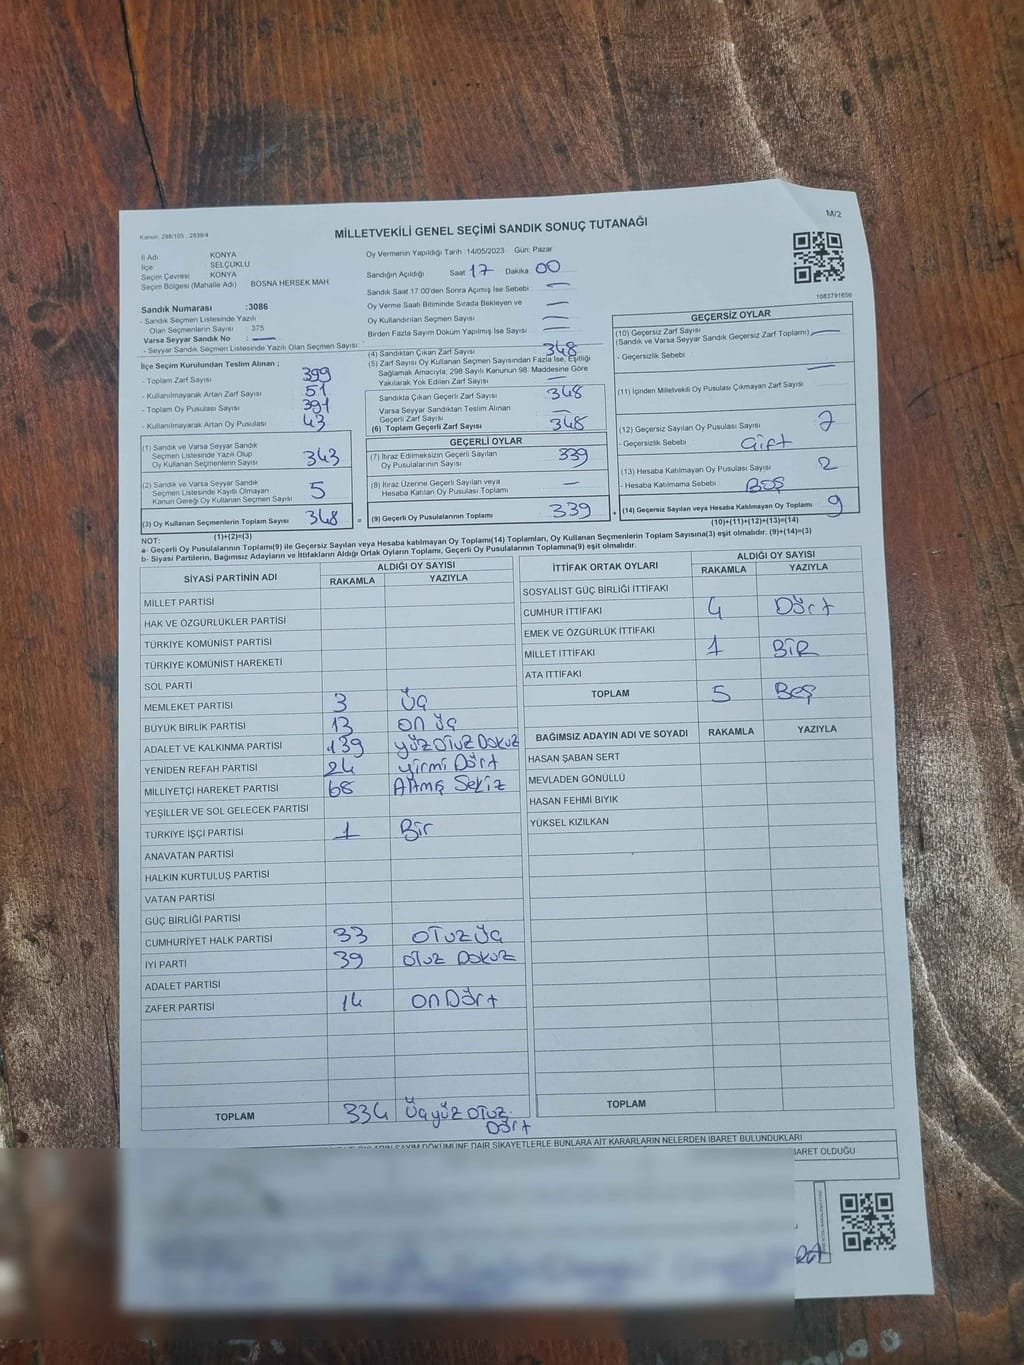 M/2
Kanun: 298/105 , 2839/4
MİLLETVEKİLİ GENEL SEÇİMİ SANDIK SONUÇ TUTANAĞI
1083791656
İl Adı KONYA
İlçe SELÇUKLU
Seçim Çevresi KONYA
Seçim Bölgesi (Mahalle Adı) BOSNA HERSEK MAH
Sandık Numarası :3086
- Sandık Seçmen Listesinde Yazılı
Olan Seçmenlerin Sayısı : 375
Varsa Seyyar Sandık No : —
- Seyyar Sandık Seçmen Listesinde Yazılı Olan Seçmen Sayısı:
Oy Vermenin Yapıldığı Tarih :14/05/2023 Gün: Pazar
Sandığın Açıldığı Saat 17 Dakika : 00
Sandık Saat 17.00'den Sonra Açımış İse Sebebi : —
Oy Verme Saati Bitiminde Sırada Bekleyen ve —
Oy Kullandırılan Seçmen Sayısı —
Birden Fazla Sayım Döküm Yapılmış İse Sayısı —
İlçe Seçim Kurulundan Teslim Alınan ;
- Toplam Zarf Sayısı 399
- Kullanılmayarak Artan Zarf Sayısı 51
- Toplam Oy Pusulası Sayısı 391
- Kullanılmayarak Artan Oy Pusulası 43
(1) Sandık ve Varsa Seyyar Sandık
Seçmen Listesinde Yazılı Olup
Oy Kullanan Seçmenlerin Sayısı 343
(2) Sandık ve Varsa Seyyar Sandık
Seçmen Listesinde Kayıtlı Olmayan
Kanun Gereği Oy Kullanan Seçmen Sayısı 5
(3) Oy Kullanan Seçmenlerin Toplam Sayısı 348 =
(1)+(2)=(3)
(4) Sandıktan Çıkan Zarf Sayısı 348
(5) Zarf Sayısı Oy Kullanan Seçmen Sayısından Fazla İse, Eşitliği
Sağlamak Amacıyla, 298 Sayılı Kanunun 98. Maddesine Göre
Yakılarak Yok Edilen Zarf Sayısı —
Sandıkta Çıkan Geçerli Zarf Sayısı 348
Varsa Seyyar Sandıktan Teslim Alınan
Geçerli Zarf Sayısı —
(6) Toplam Geçerli Zarf Sayısı 348
GEÇERLİ OYLAR
(7) İtiraz Edilmeksizin Geçerli Sayılan
Oy Pusulalarının Sayısı 339
(8) İtiraz Üzerine Geçerli Sayılan veya
Hesaba Katılan Oy Pusulası Toplamı —
(9) Geçerli Oy Pusulalarının Toplamı 339 +
GEÇERSİZ OYLAR
(10) Geçersiz Zarf Sayısı
(Sandık ve Varsa Seyyar Sandık Geçersiz Zarf Toplamı) —
- Geçersizlik Sebebi : —
(11) İçinden Milletvekili Oy Pusulası Çıkmayan Zarf Sayısı
(12) Geçersiz Sayılan Oy Pusulası Sayısı 7
- Geçersizlik Sebebi : Çift
(13) Hesaba Katılmayan Oy Pusulası Sayısı 2
- Hesaba Katılmama Sebebi : BOŞ
(14) Geçersiz Sayılan veya Hesaba Katılmayan Oy Toplamı 9
(10)+(11)+(12)+(13)=(14)
NOT:
a- Geçerli Oy Pusulalarının Toplamı(9) ile Geçersiz Sayılan veya Hesaba Katılmayan Oy Toplamı(14) Toplamları, Oy Kullanan Seçmenlerin Toplam Sayısına(3) eşit olmalıdır. (9)+(14)=(3)
b- Siyasi Partilerin, Bağımsız Adayların ve İttifakların Aldığı Ortak Oyların Toplamı, Geçerli Oy Pusulalarının Toplamına(9) eşit olmalıdır.
SİYASİ PARTİNİN ADI ALDIĞI OY SAYISI
RAKAMLA YAZIYLA
MİLLET PARTİSİ
HAK VE ÖZGÜRLÜKLER PARTİSİ
TÜRKİYE KOMÜNİST PARTİSİ
TÜRKİYE KOMÜNİST HAREKETİ
SOL PARTİ
MEMLEKET PARTİSİ 3 Üç
BÜYÜK BİRLİK PARTİSİ 13 on üç
ADALET VE KALKINMA PARTİSİ 139 yüz otuz Dokuz
YENİDEN REFAH PARTİSİ 24 yirmi Dört
MİLLİYETÇİ HAREKET PARTİSİ 68 Altmış Sekiz
YEŞİLLER VE SOL GELECEK PARTİSİ
TÜRKİYE İŞÇİ PARTİSİ 1 Bir
ANAVATAN PARTİSİ
HALKIN KURTULUŞ PARTİSİ
VATAN PARTİSİ
GÜÇ BİRLİĞİ PARTİSİ
CUMHURİYET HALK PARTİSİ 33 OTUZ Üç
İYİ PARTİ 39 otuz Dokuz
ADALET PARTİSİ
ZAFER PARTİSİ 14 onDört
TOPLAM 334 Üçyüz otuz
Dört
İTTİFAK ORTAK OYLARI ALDIĞI OY SAYISI
RAKAMLA YAZIYLA
SOSYALİST GÜÇ BİRLİĞİ İTTİFAKI
CUMHUR İTTİFAKI 4 Dört
EMEK VE ÖZGÜRLÜK İTTİFAKI
MİLLET İTTİFAKI 1 BİR
ATA İTTİFAKI
TOPLAM 5 Beş
BAĞIMSIZ ADAYIN ADI VE SOYADI RAKAMLA YAZIYLA
HASAN ŞABAN SERT
MEVLADEN GÖNÜLLÜ
HASAN FEHMİ BIYIK
YÜKSEL KIZILKAN
TOPLAM
SAYIM DÖKÜMÜNE DAİR ŞİKAYETLERLE BUNLARA AİT KARARLARIN NELERDEN İBARET BULUNDUKLARI
OLDUĞU